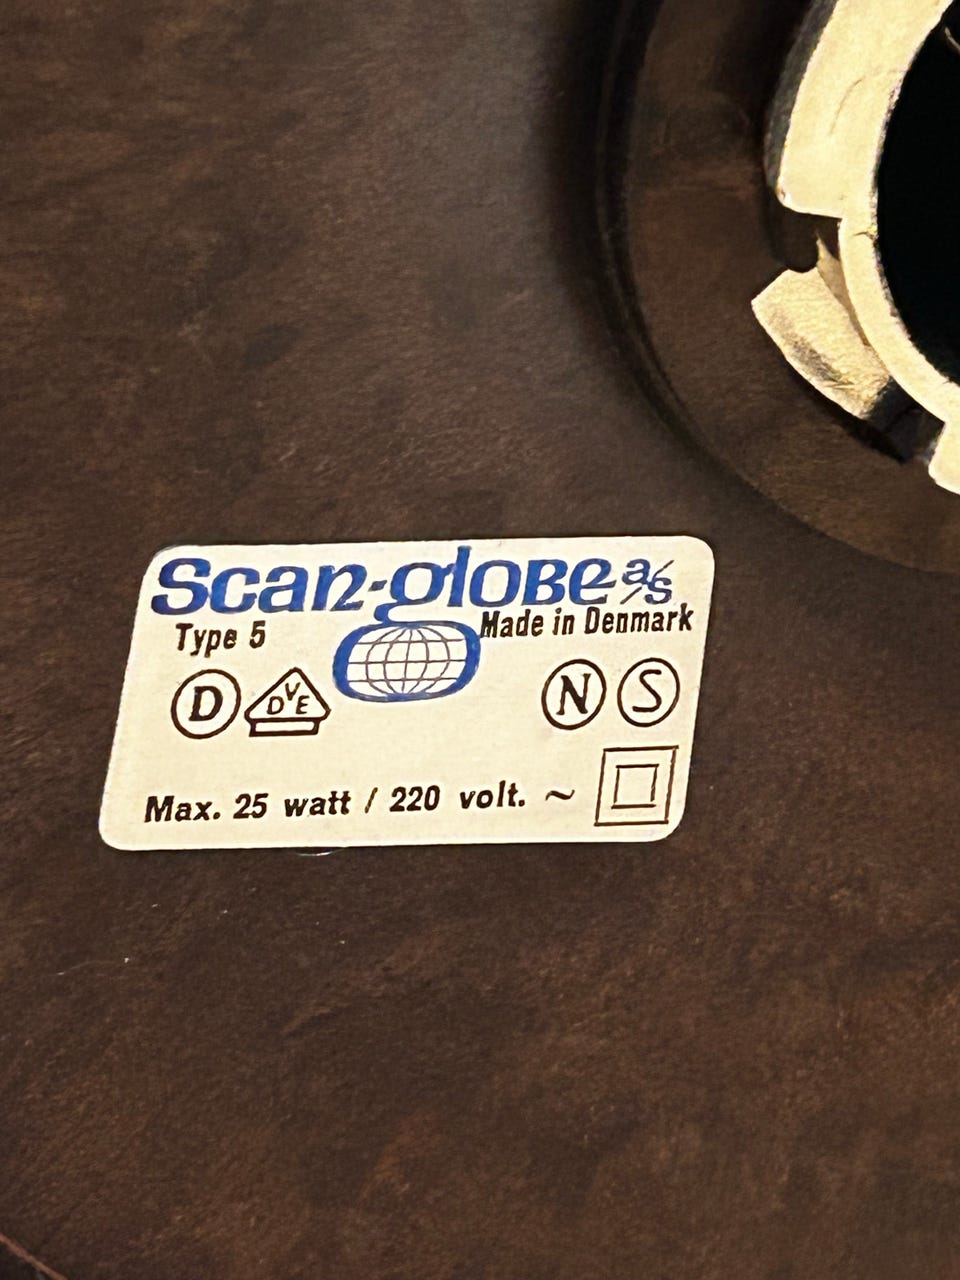 Scan-globe a/s
Type 5
Made in Denmark
D
DVE
N
S
Max. 25 watt / 220 volt. ~